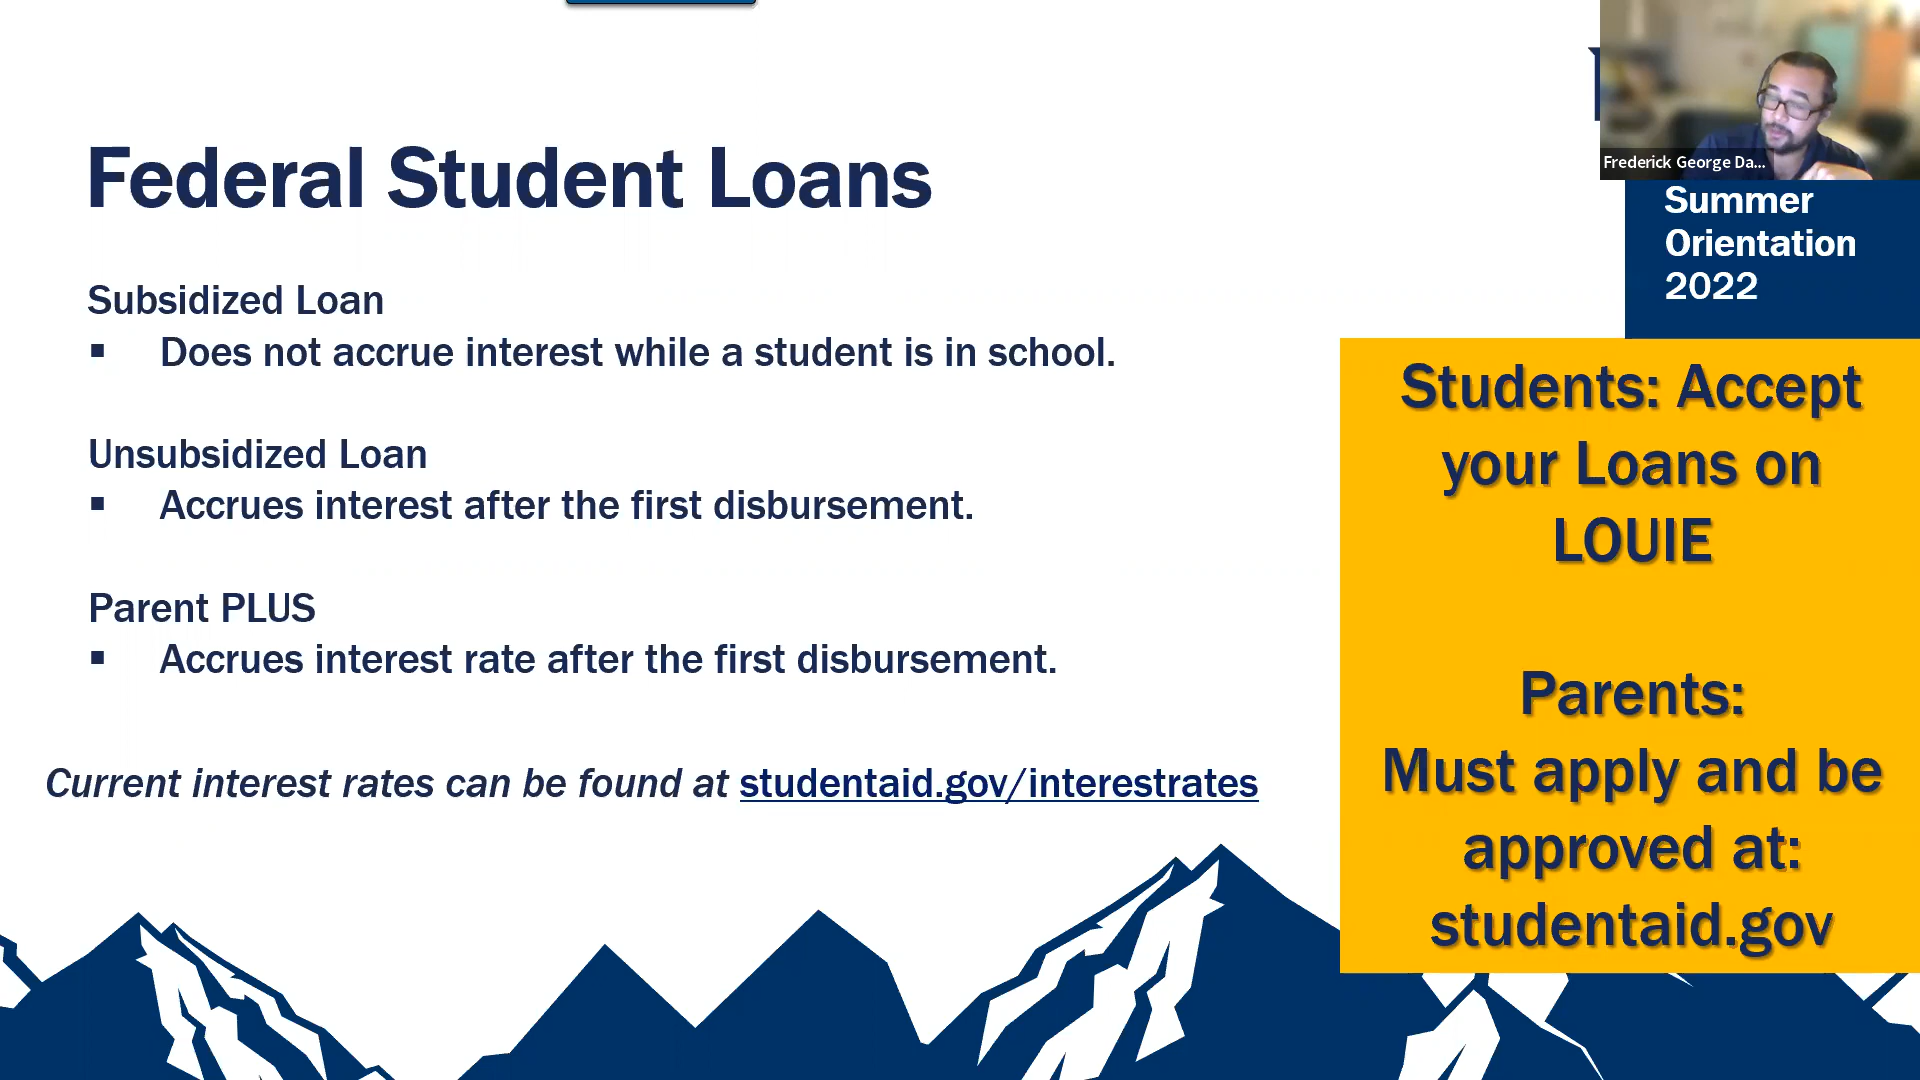 Federal Student Loans
Subsidized Loan
▪ Does not accrue interest while a student is in school.
Unsubsidized Loan
▪ Accrues interest after the first disbursement.
Parent PLUS
▪ Accrues interest rate after the first disbursement.
Current interest rates can be found at studentaid.gov/interestrates
Frederick George Da...
Summer
Orientation
2022
Students: Accept
your Loans on
LOUIE
Parents:
Must apply and be
approved at:
studentaid.gov